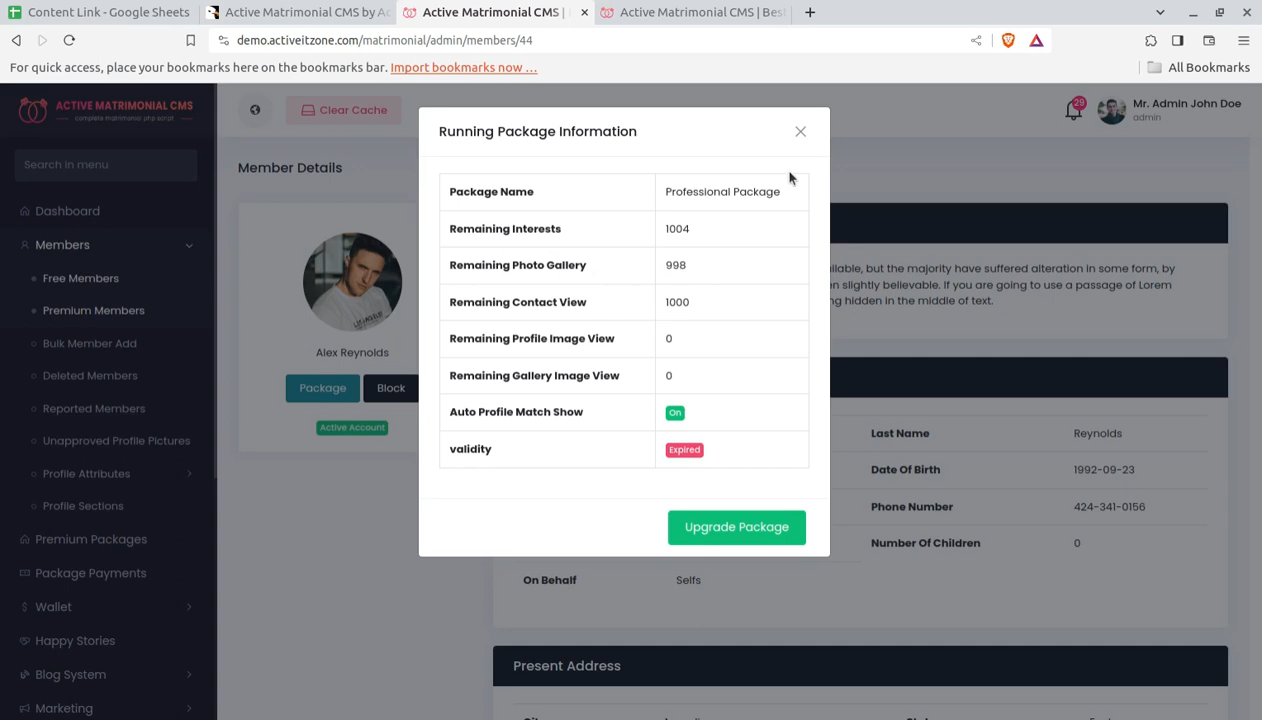 Content Link - Google Sheets
Active Matrimonial CMS by Ac
Active Matrimonial CMS |
Active Matrimonial CMS | Bes
demo.activeitzone.com/matrimonial/admin/members/44
For quick access, place your bookmarks here on the bookmarks bar. Import bookmarks now ...
All Bookmarks
ACTIVE MATRIMONIAL CMS
complete matrimonial php script
Clear Cache
29
Mr. Admin John Doe
admin
Search in menu
Dashboard
Members
Free Members
Premium Members
Bulk Member Add
Deleted Members
Reported Members
Unapproved Profile Pictures
Profile Attributes
Profile Sections
Premium Packages
Package Payments
Wallet
Happy Stories
Blog System
Marketing
Member Details
Alex Reynolds
Package
Block
Active Account
Running Package Information
Package Name Professional Package
Remaining Interests 1004
Remaining Photo Gallery 998
Remaining Contact View 1000
Remaining Profile Image View 0
Remaining Gallery Image View 0
Auto Profile Match Show On
validity Expired
Upgrade Package
ilable, but the majority have suffered alteration in some form, by
n slightly believable. If you are going to use a passage of Lorem
ng hidden in the middle of text.
Last Name Reynolds
Date Of Birth 1992-09-23
Phone Number 424-341-0156
Number Of Children 0
On Behalf Selfs
Present Address